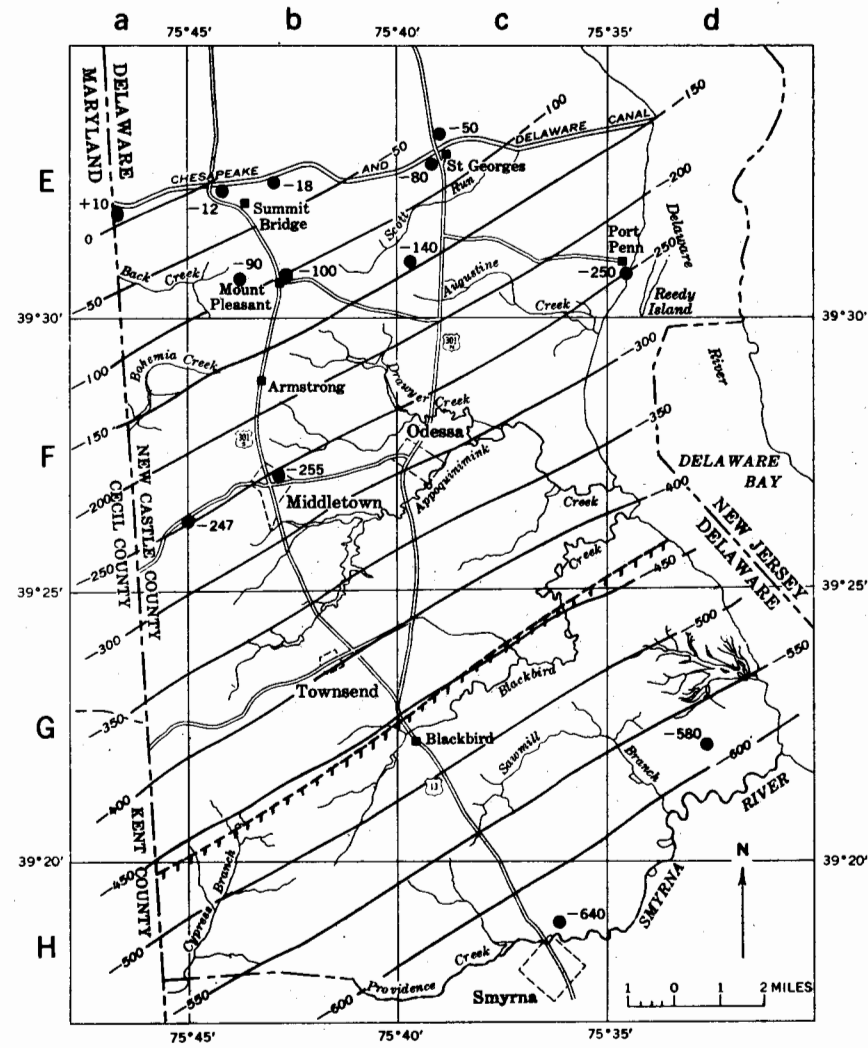 a b c d
75°45' 75°40' 75°35'
MARYLAND
DELAWARE
-100
-150
-50
DELAWARE CANAL
CHESAPEAKE AND
-50
E
St Georges
-80
-18
+10
-12
Summit
Bridge
Scott Run
-200
0
Port
Penn
Delaware
-140
-250
Back Creek
-90
-100
Augustine
-250
Mount
Pleasant
Creek
Reedy
Island
-50
39°30' 39°30'
301
N
-300
River
Bohemia Creek
-100
Drawyer Creek
Armstrong
-350
-150
Odessa
301
S
F
DELAWARE
BAY
-255
Appoquinimink
NEW CASTLE COUNTY
CECIL COUNTY
-200
Middletown
Creek
-400
NEW JERSEY
DELAWARE
-247
Creek
-250
-450
39°25' 39°25'
-500
-300
-550
Blackbird
Townsend
-350
G
Blackbird
Sawmill
Branch
-580
-600
13
RIVER
-400
KENT COUNTY
39°20' 39°20'
N
-450
Cypress Branch
SMYRNA
-640
H
-500
Creek
Providence
-550
-600
Smyrna
1 0 1 2 MILES
75°45' 75°40' 75°35'